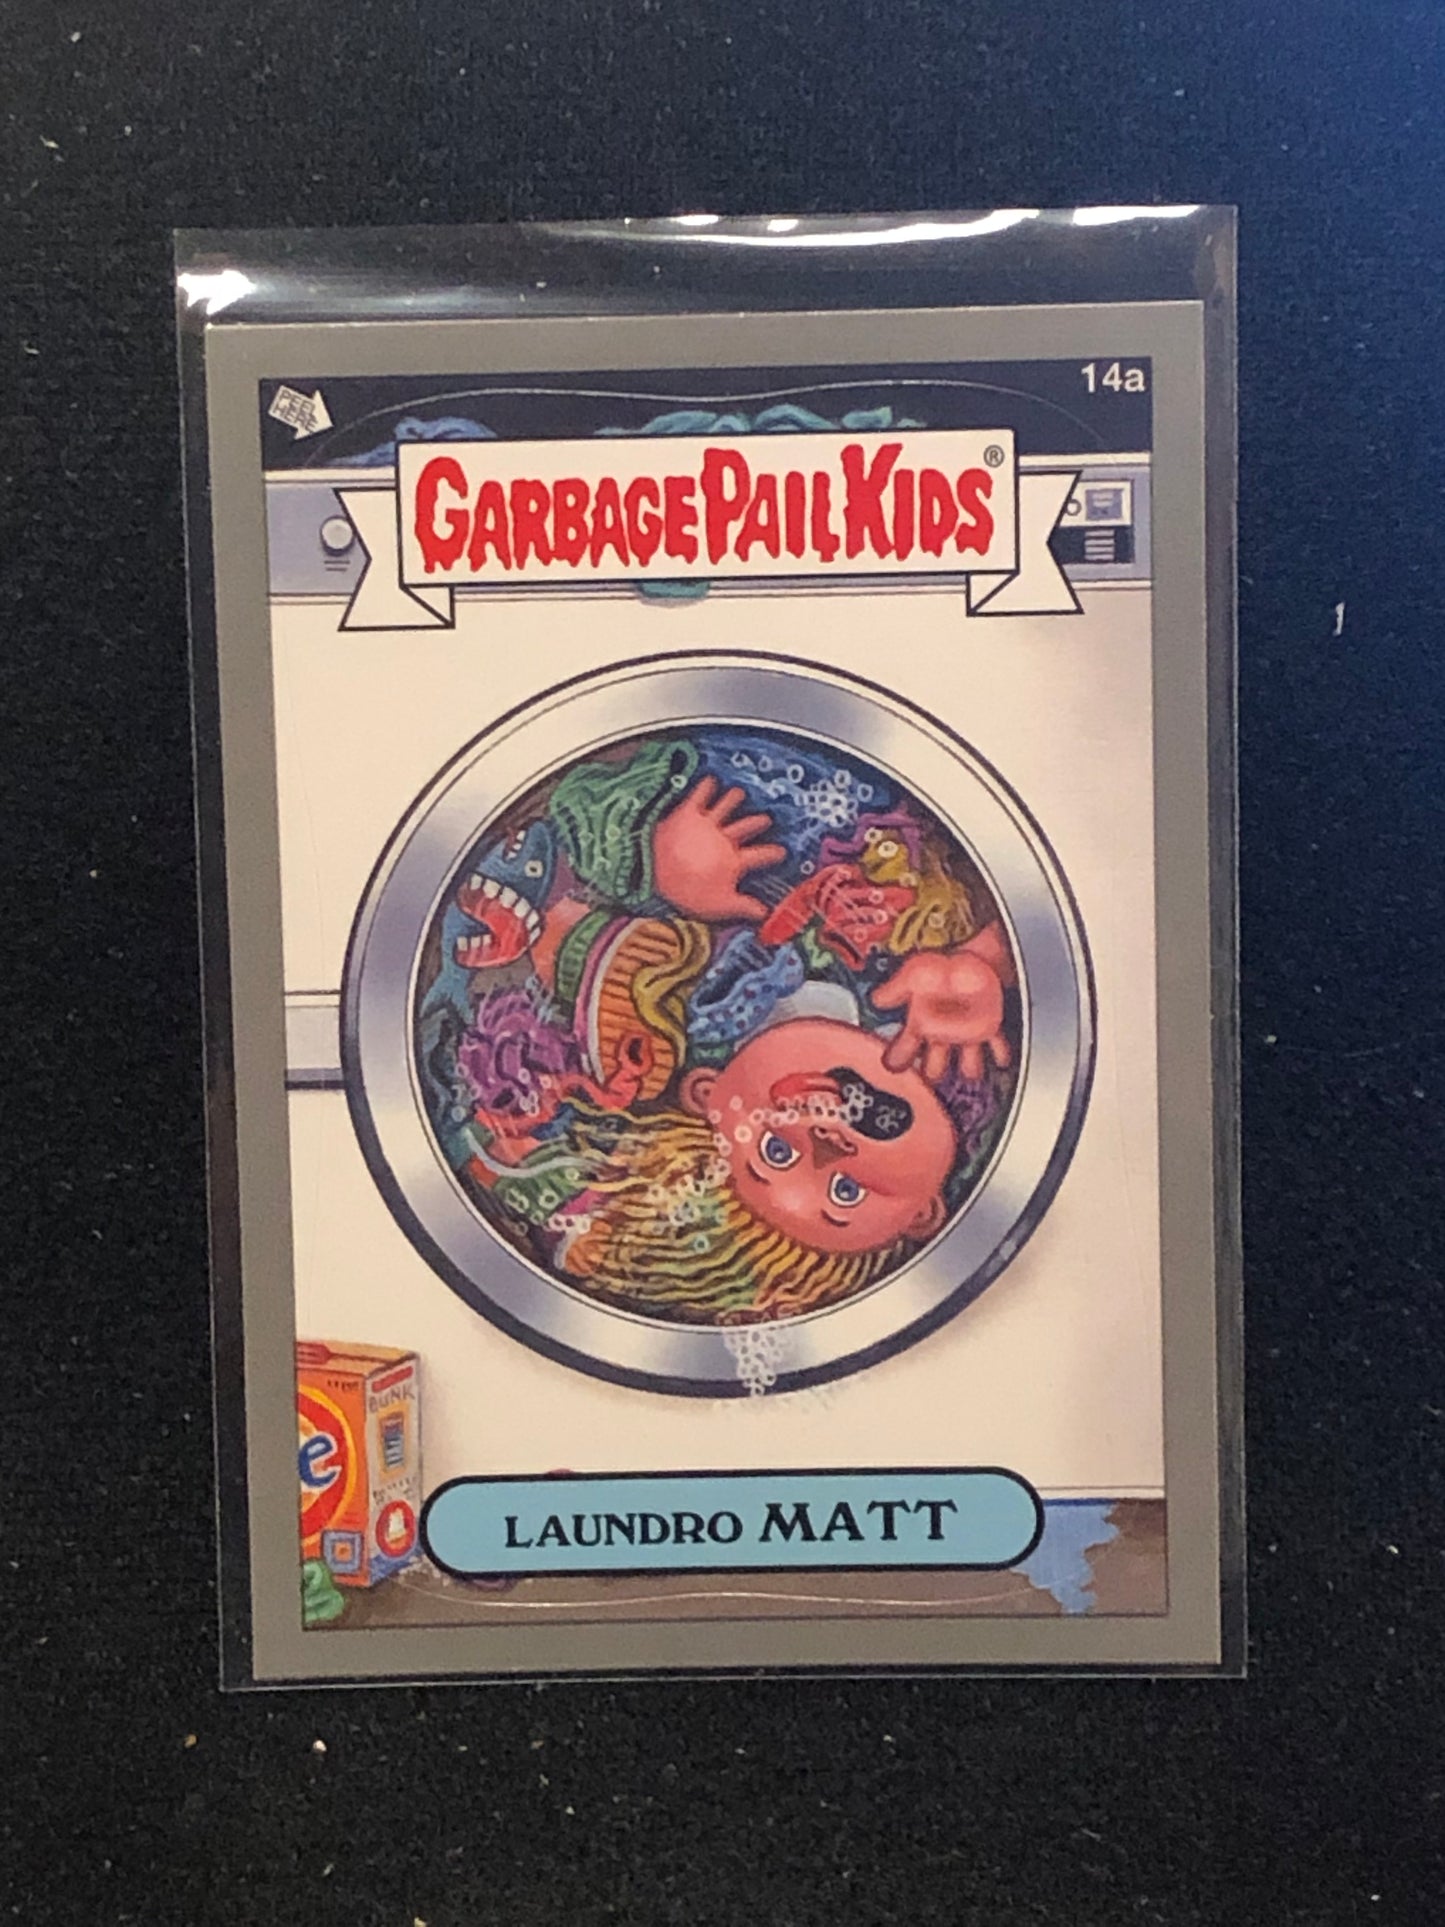 14a
PEEL
HERE
GARBAGE PAIL KIDS®
BUNK
e
LAUNDRO MATT